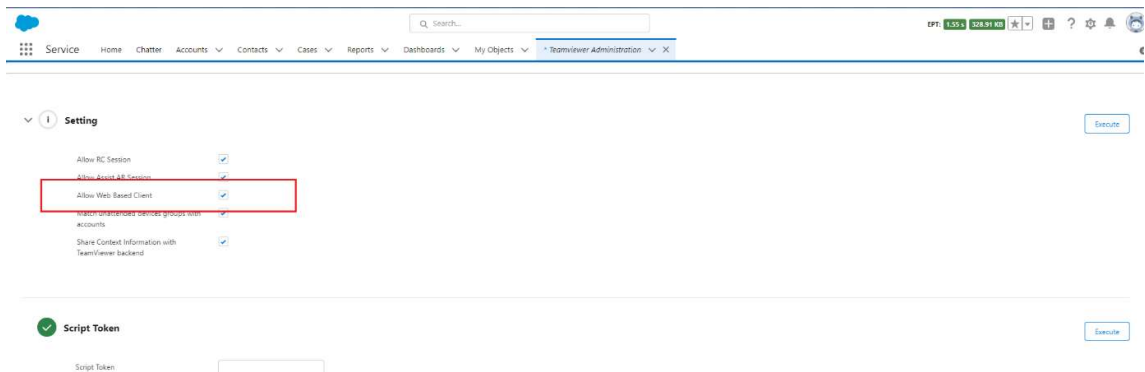 Search...
EPT: 1.55 s 328.91 KB
Service Home Chatter Accounts Contacts Cases Reports Dashboards My Objects * Teamviewer Administration
i Setting Execute
Allow RC Session
Allow Assist AR Session
Allow Web Based Client
Match unattended devices groups with
accounts
Share Context Information with
TeamViewer backend
Script Token Execute
Script Token